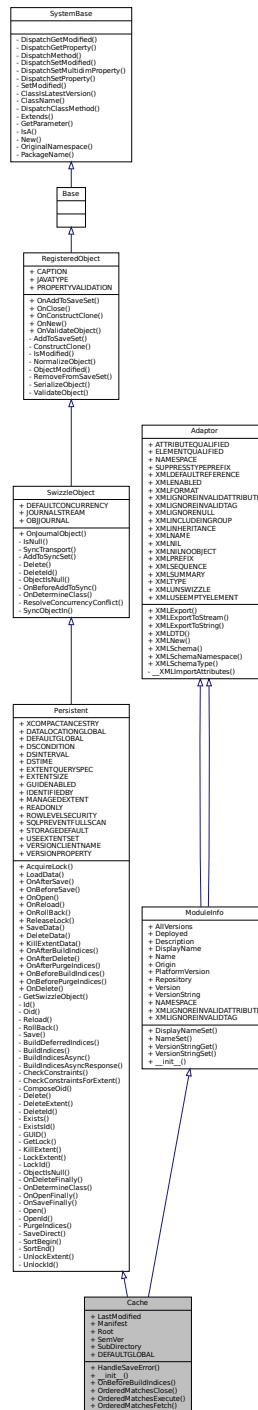 SystemBase
- DispatchGetModified()
- DispatchGetProperty()
- DispatchMethod()
- DispatchSetModified()
- DispatchSetMultidimProperty()
- DispatchSetProperty()
- SetModified()
- ClassIsLatestVersion()
- ClassName()
- DispatchClassMethod()
- Extends()
- GetParameter()
- IsA()
- New()
- OriginalNamespace()
- PackageName()
Base
RegisteredObject
+ CAPTION
+ JAVATYPE
+ PROPERTYVALIDATION
+ OnAddToSaveSet()
+ OnClose()
+ OnConstructClone()
+ OnNew()
+ OnValidateObject()
- AddToSaveSet()
- ConstructClone()
- IsModified()
- NormalizeObject()
- ObjectModified()
- RemoveFromSaveSet()
- SerializeObject()
- ValidateObject()
SwizzleObject
+ DEFAULTCONCURRENCY
+ JOURNALSTREAM
+ OBJJOURNAL
+ OnJournalObject()
- IsNull()
- SyncTransport()
- AddToSyncSet()
- Delete()
- DeleteId()
- ObjectIsNull()
- OnBeforeAddToSync()
- OnDetermineClass()
- ResolveConcurrencyConflict()
- SyncObjectIn()
Adaptor
+ ATTRIBUTEQUALIFIED
+ ELEMENTQUALIFIED
+ NAMESPACE
+ SUPPRESSTYPEPREFIX
+ XMLDEFAULTREFERENCE
+ XMLENABLED
+ XMLFORMAT
+ XMLIGNOREINVALIDATTRIBUTE
+ XMLIGNOREINVALIDTAG
+ XMLIGNORENULL
+ XMLINCLUDEINGROUP
+ XMLINHERITANCE
+ XMLNAME
+ XMLNIL
+ XMLNILNOOBJECT
+ XMLPREFIX
+ XMLSEQUENCE
+ XMLSUMMARY
+ XMLTYPE
+ XMLUNSWIZZLE
+ XMLUSEEMPTYELEMENT
+ XMLExport()
+ XMLExportToStream()
+ XMLExportToString()
+ XMLDTD()
+ XMLNew()
+ XMLSchema()
+ XMLSchemaNamespace()
+ XMLSchemaType()
- __XMLImportAttributes()
Persistent
+ XCOMPACTANCESTRY
+ DATALOCATIONGLOBAL
+ DEFAULTGLOBAL
+ DSCONDITION
+ DSINTERVAL
+ DSTIME
+ EXTENTQUERYSPEC
+ EXTENTSIZE
+ GUIDENABLED
+ IDENTIFIEDBY
+ MANAGEDEXTENT
+ READONLY
+ ROWLEVELSECURITY
+ SQLPREVENTFULLSCAN
+ STORAGEDEFAULT
+ USEEXTENTSET
+ VERSIONCLIENTNAME
+ VERSIONPROPERTY
+ AcquireLock()
+ LoadData()
+ OnAfterSave()
+ OnBeforeSave()
+ OnOpen()
+ OnReload()
+ OnRollBack()
+ ReleaseLock()
+ SaveData()
+ DeleteData()
+ KillExtentData()
+ OnAfterBuildIndices()
+ OnAfterDelete()
+ OnAfterPurgeIndices()
+ OnBeforeBuildIndices()
+ OnBeforePurgeIndices()
+ OnDelete()
- GetSwizzleObject()
- Id()
- Oid()
- Reload()
- RollBack()
- Save()
- BuildDeferredIndices()
- BuildIndices()
- BuildIndicesAsync()
- BuildIndicesAsyncResponse()
- CheckConstraints()
- CheckConstraintsForExtent()
- ComposeOid()
- Delete()
- DeleteExtent()
- DeleteId()
- Exists()
- ExistsId()
- GUID()
- GetLock()
- KillExtent()
- LockExtent()
- LockId()
- ObjectIsNull()
- OnDeleteFinally()
- OnDetermineClass()
- OnOpenFinally()
- OnSaveFinally()
- Open()
- OpenId()
- PurgeIndices()
- SaveDirect()
- SortBegin()
- SortEnd()
- UnlockExtent()
- UnlockId()
ModuleInfo
+ AllVersions
+ Deployed
+ Description
+ DisplayName
+ Name
+ Origin
+ PlatformVersion
+ Repository
+ Version
+ VersionString
+ NAMESPACE
+ XMLIGNOREINVALIDATTRIBUTE
+ XMLIGNOREINVALIDTAG
+ DisplayNameSet()
+ NameSet()
+ VersionStringGet()
+ VersionStringSet()
+ __init__()
Cache
+ LastModified
+ Manifest
+ Root
+ SemVer
+ SubDirectory
+ DEFAULTGLOBAL
+ HandleSaveError()
+ __init__()
+ OnBeforeBuildIndices()
+ OrderedMatchesClose()
+ OrderedMatchesExecute()
+ OrderedMatchesFetch()